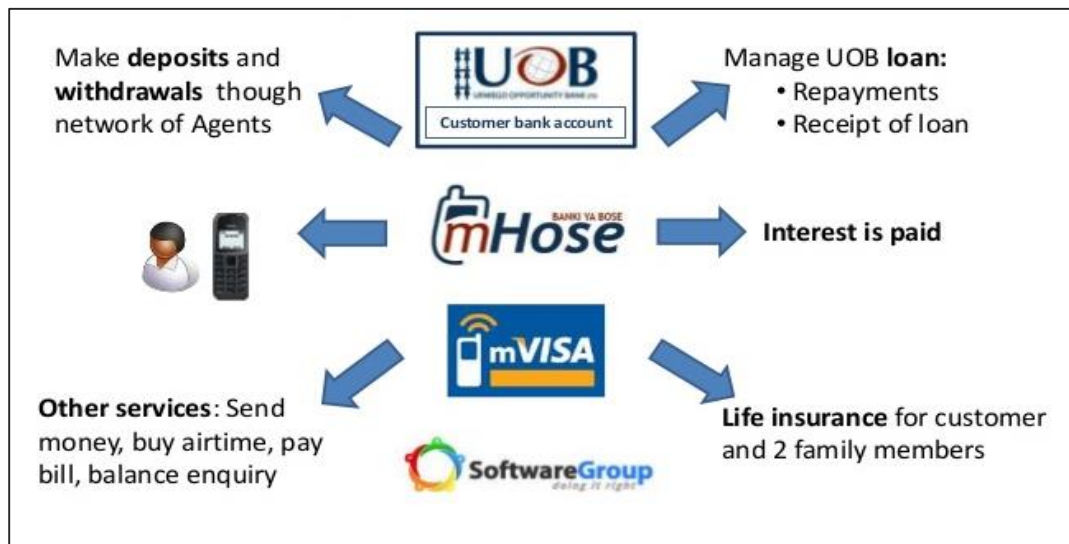 Make deposits and
withdrawals though
network of Agents
UOB
URWEGO OPPORTUNITY BANK LTD
Customer bank account
Manage UOB loan:
• Repayments
• Receipt of loan
BANKI YA BOSE
mHose
Interest is paid
mVISA
Other services: Send
money, buy airtime, pay
bill, balance enquiry
Life insurance for customer
and 2 family members
SoftwareGroup
doing it right